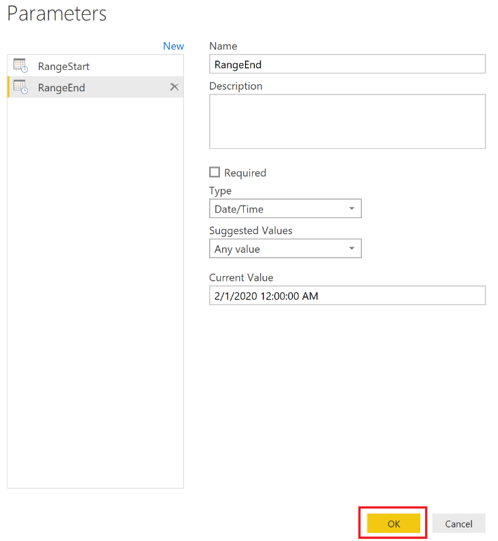 Parameters
New
RangeStart
RangeEnd
Name
RangeEnd
Description
Required
Type
Date/Time
Suggested Values
Any value
Current Value
2/1/2020 12:00:00 AM
OK
Cancel